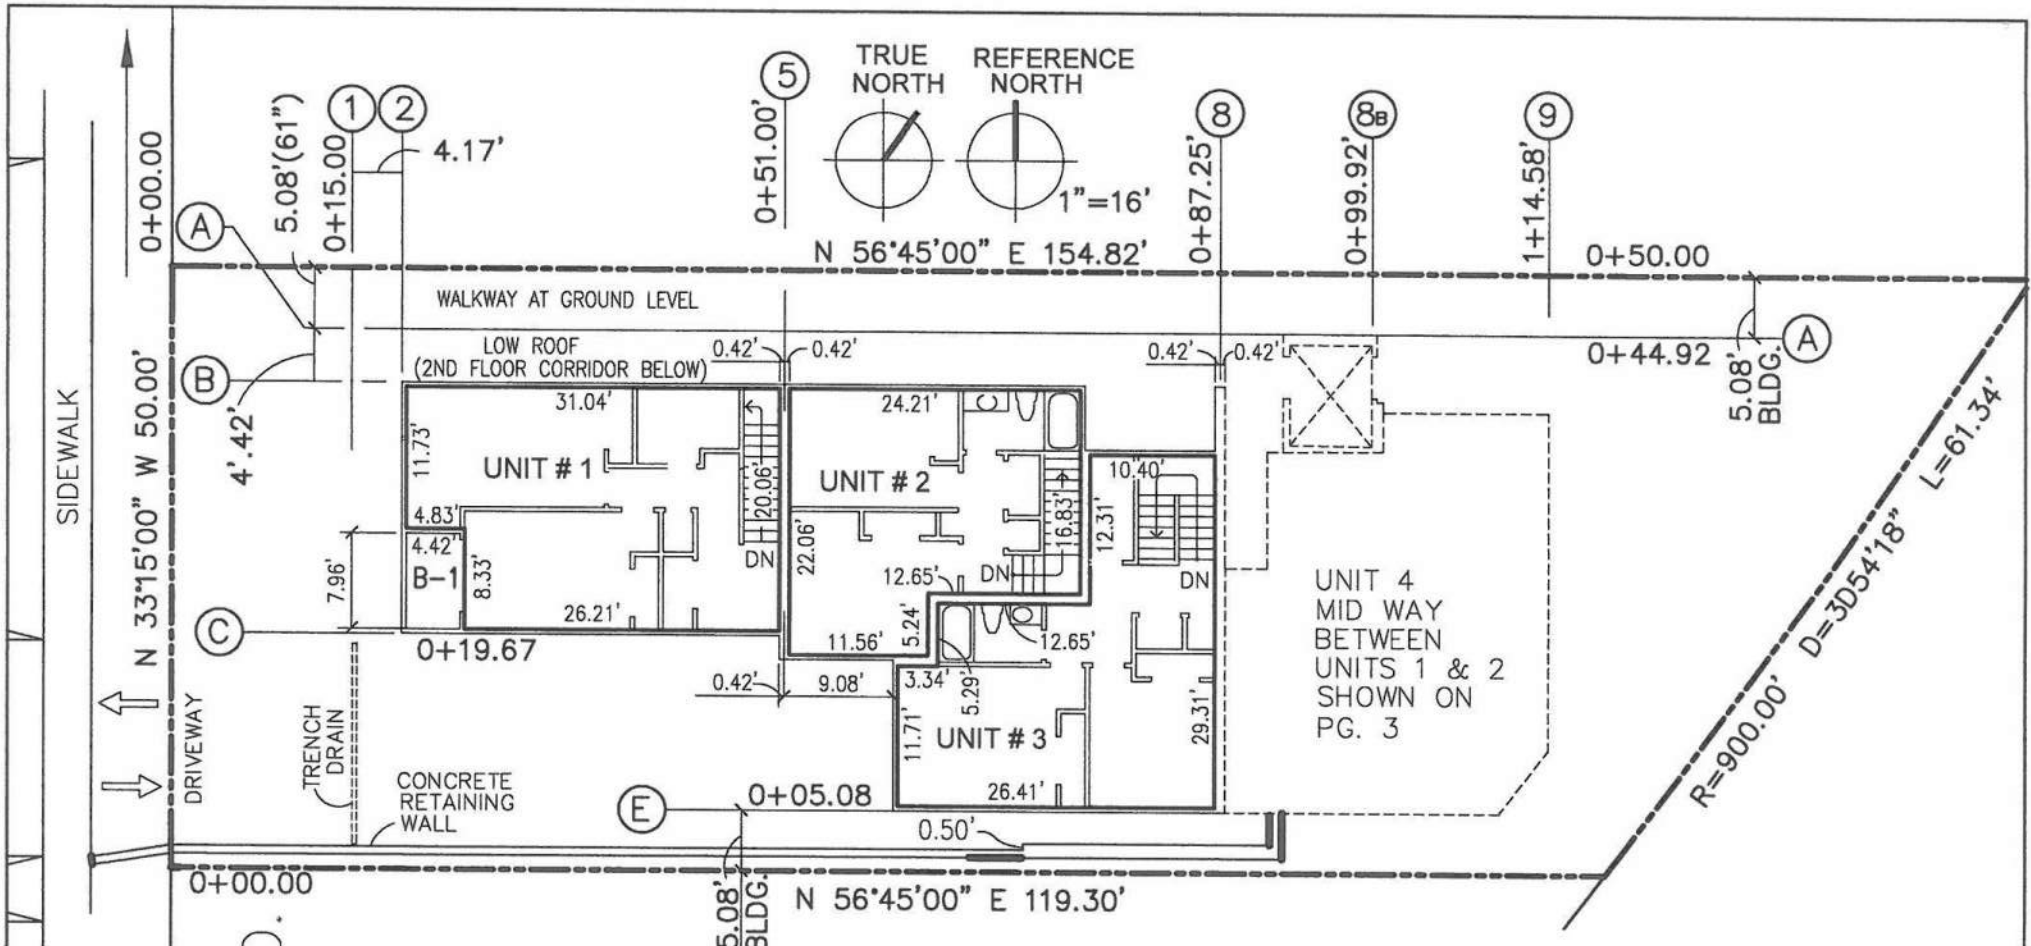 TRUE
NORTH
REFERENCE
NORTH
1"=16'
1
2
5
8
8B
9
0+00.00
5.08'(61")
0+15.00
4.17'
0+51.00'
0+87.25'
0+99.92'
1+14.58'
A
N 56°45'00" E 154.82'
0+50.00
WALKWAY AT GROUND LEVEL
LOW ROOF
(2ND FLOOR CORRIDOR BELOW)
0.42'
0.42'
0.42'
0.42'
0+44.92
A
5.08'
BLDG.
B
4'.42'
SIDEWALK
N 33°15'00" W 50.00'
31.04'
11.73'
UNIT # 1
20.06'
4.83'
4.42'
B-1
7.96'
8.33'
26.21'
DN
24.21'
UNIT # 2
22.06'
16.83'
12.65'
DN
11.56'
5.24'
10.40'
12.31'
DN
12.65'
3.34'
5.29'
11.71'
UNIT # 3
29.31'
26.41'
C
0+19.67
0.42'
9.08'
UNIT 4
MID WAY
BETWEEN
UNITS 1 & 2
SHOWN ON
PG. 3
L=61.34'
D=3D54'18"
R=900.00'
DRIVEWAY
TRENCH
DRAIN
CONCRETE
RETAINING
WALL
E
0+05.08
0.50'
0+00.00
5.08'
BLDG.
N 56°45'00" E 119.30'